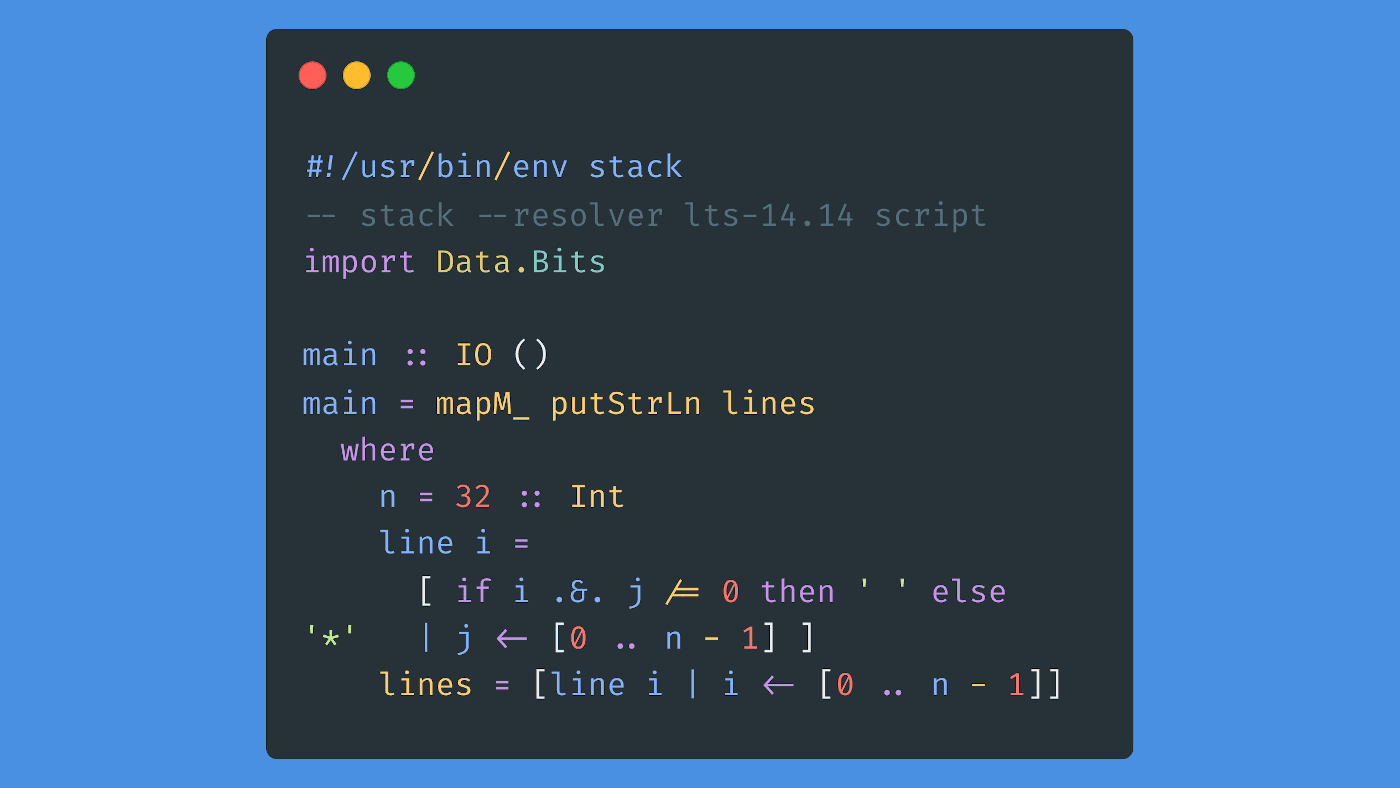 #!/usr/bin/env stack
-- stack --resolver lts-14.14 script
import Data.Bits
main :: IO ()
main = mapM_ putStrLn lines
where
n = 32 :: Int
line i =
[ if i .&. j /= 0 then ' ' else
'*' | j <- [0 .. n - 1] ]
lines = [line i | i <- [0 .. n - 1]]